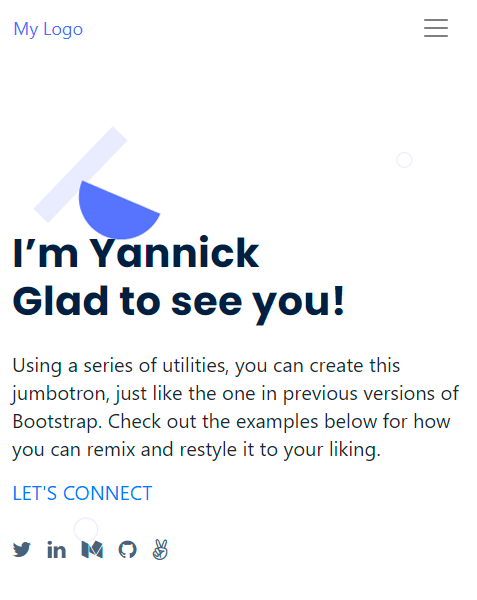 My Logo
I’m Yannick
Glad to see you!
Using a series of utilities, you can create this
jumbotron, just like the one in previous versions of
Bootstrap. Check out the examples below for how
you can remix and restyle it to your liking.
LET'S CONNECT